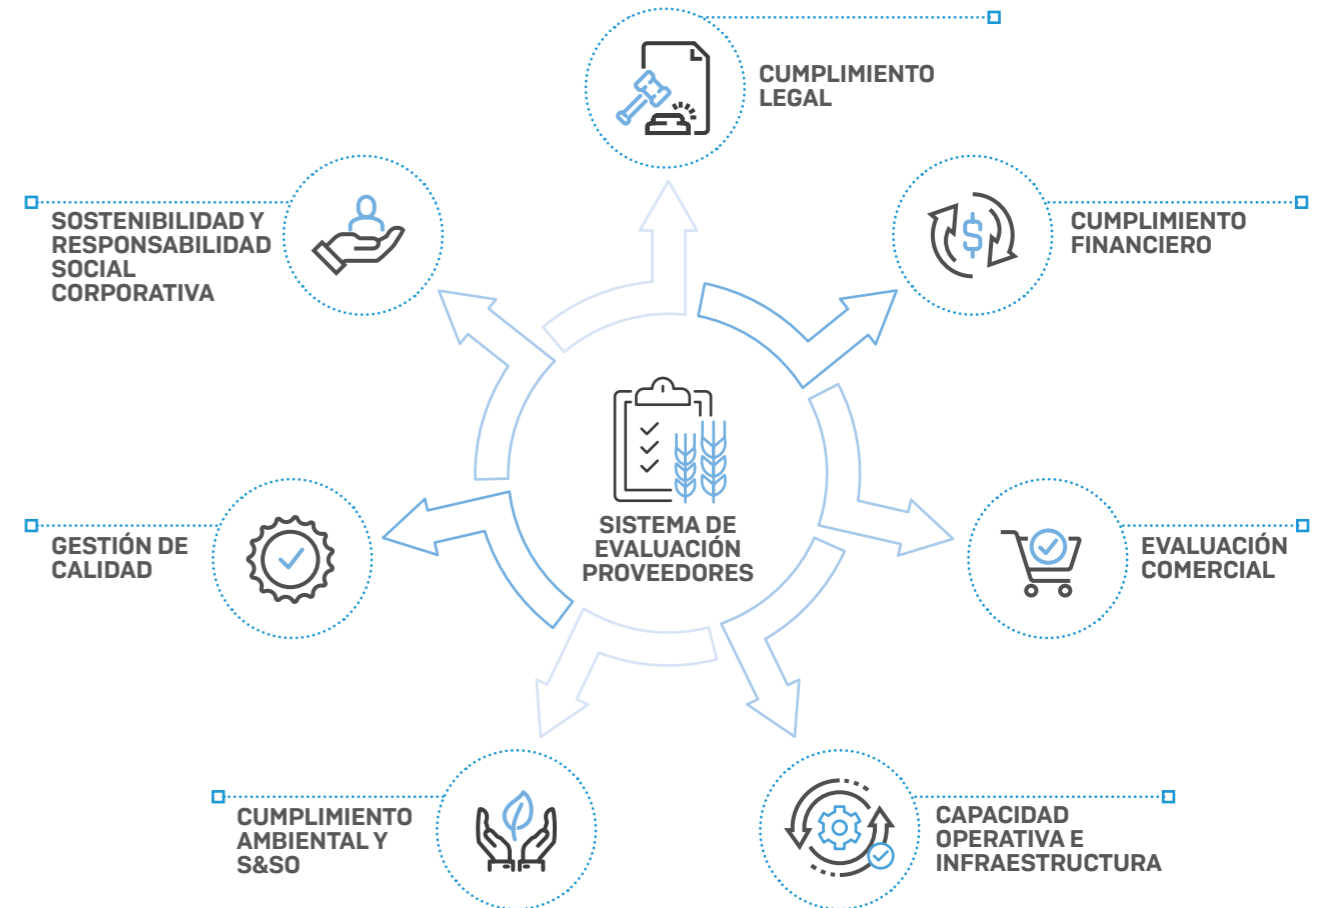 CUMPLIMIENTO
LEGAL
SOSTENIBILIDAD Y
RESPONSABILIDAD
SOCIAL
CORPORATIVA
CUMPLIMIENTO
FINANCIERO
SISTEMA DE
EVALUACIÓN
PROVEEDORES
GESTIÓN DE
CALIDAD
EVALUACIÓN
COMERCIAL
CUMPLIMIENTO
AMBIENTAL Y
S&SO
CAPACIDAD
OPERATIVA E
INFRAESTRUCTURA